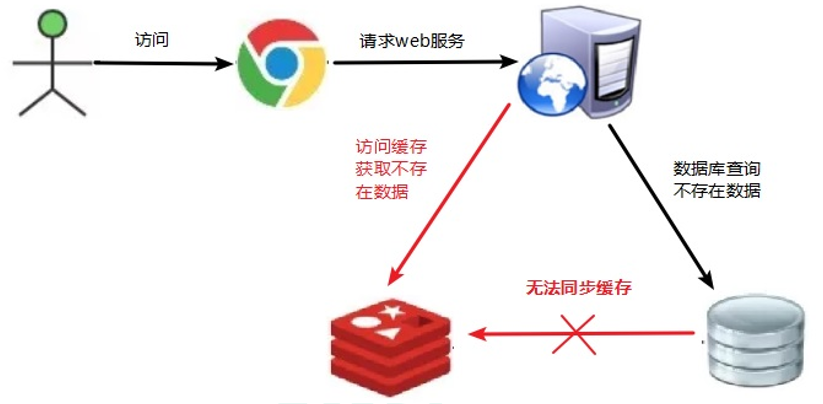 访问
请求web服务
访问缓存
获取不存
在数据
数据库查询
不存在数据
无法同步缓存